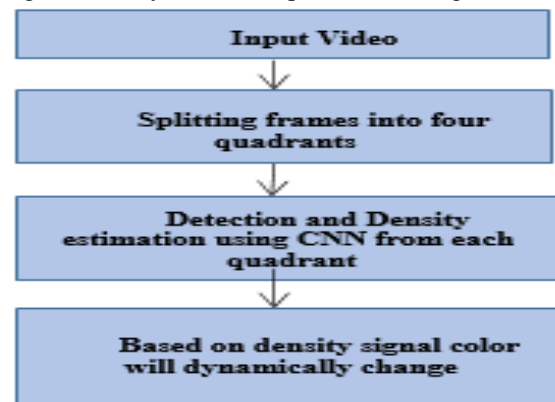 Input Video
Splitting frames into four
quadrants
Detection and Density
estimation using CNN from each
quadrant
Based on density signal color
will dynamically change